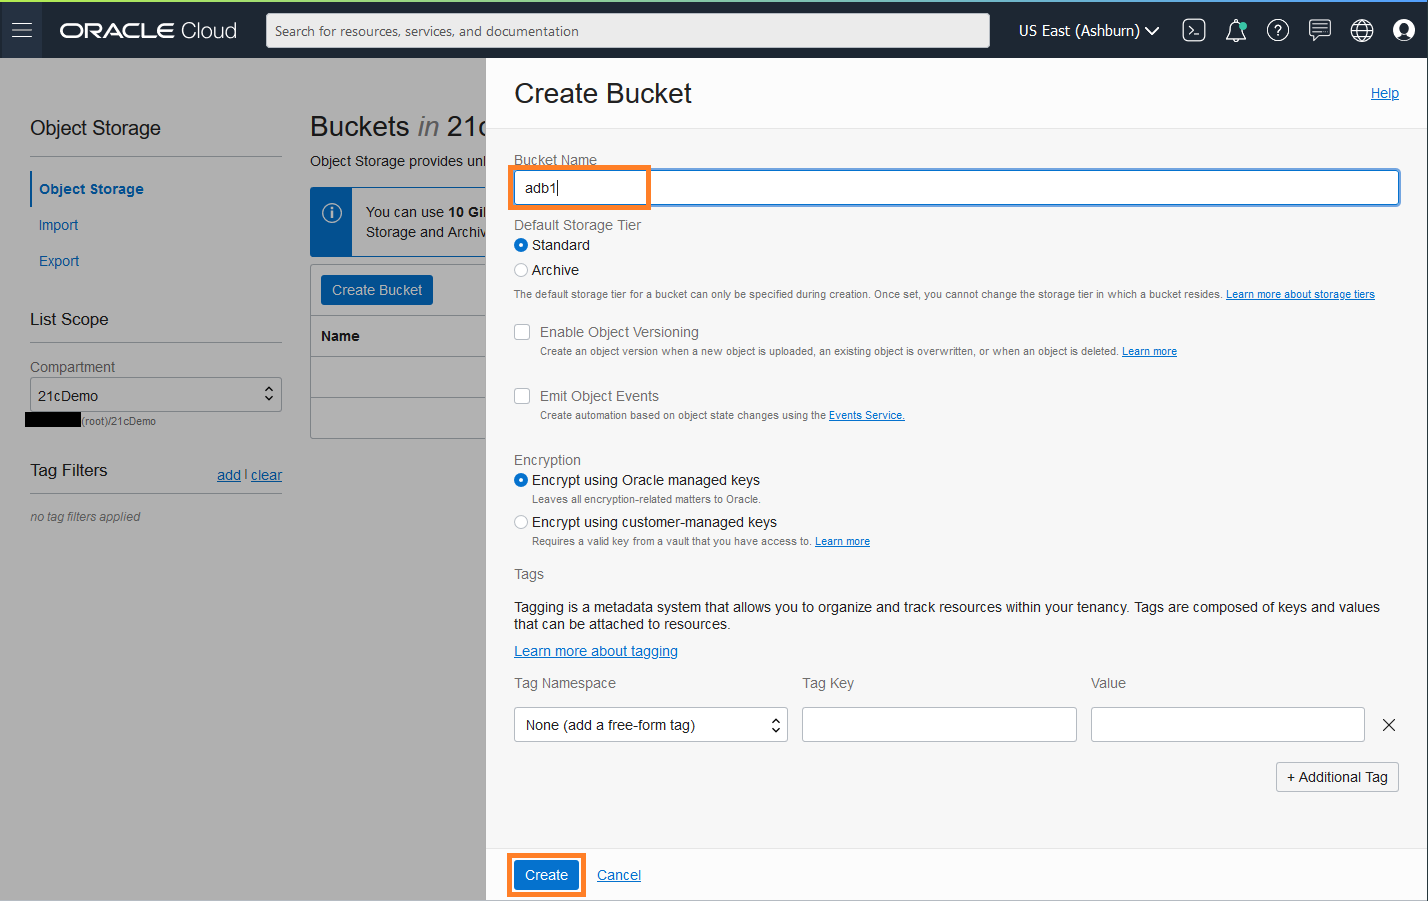 ORACLE Cloud
Search for resources, services, and documentation
US East (Ashburn)
Object Storage
Object Storage
Import
Export
List Scope
Compartment
21cDemo
(root)/21cDemo
Tag Filters
add | clear
no tag filters applied
Buckets in 21c
Object Storage provides unl
You can use 10 Gi
Storage and Archiv
Create Bucket
Name
Create Bucket
Help
Bucket Name
adb1
Default Storage Tier
Standard
Archive
The default storage tier for a bucket can only be specified during creation. Once set, you cannot change the storage tier in which a bucket resides. Learn more about storage tiers
Enable Object Versioning
Create an object version when a new object is uploaded, an existing object is overwritten, or when an object is deleted. Learn more
Emit Object Events
Create automation based on object state changes using the Events Service.
Encryption
Encrypt using Oracle managed keys
Leaves all encryption-related matters to Oracle.
Encrypt using customer-managed keys
Requires a valid key from a vault that you have access to. Learn more
Tags
Tagging is a metadata system that allows you to organize and track resources within your tenancy. Tags are composed of keys and values
that can be attached to resources.
Learn more about tagging
Tag Namespace Tag Key Value
None (add a free-form tag)
+ Additional Tag
Create Cancel